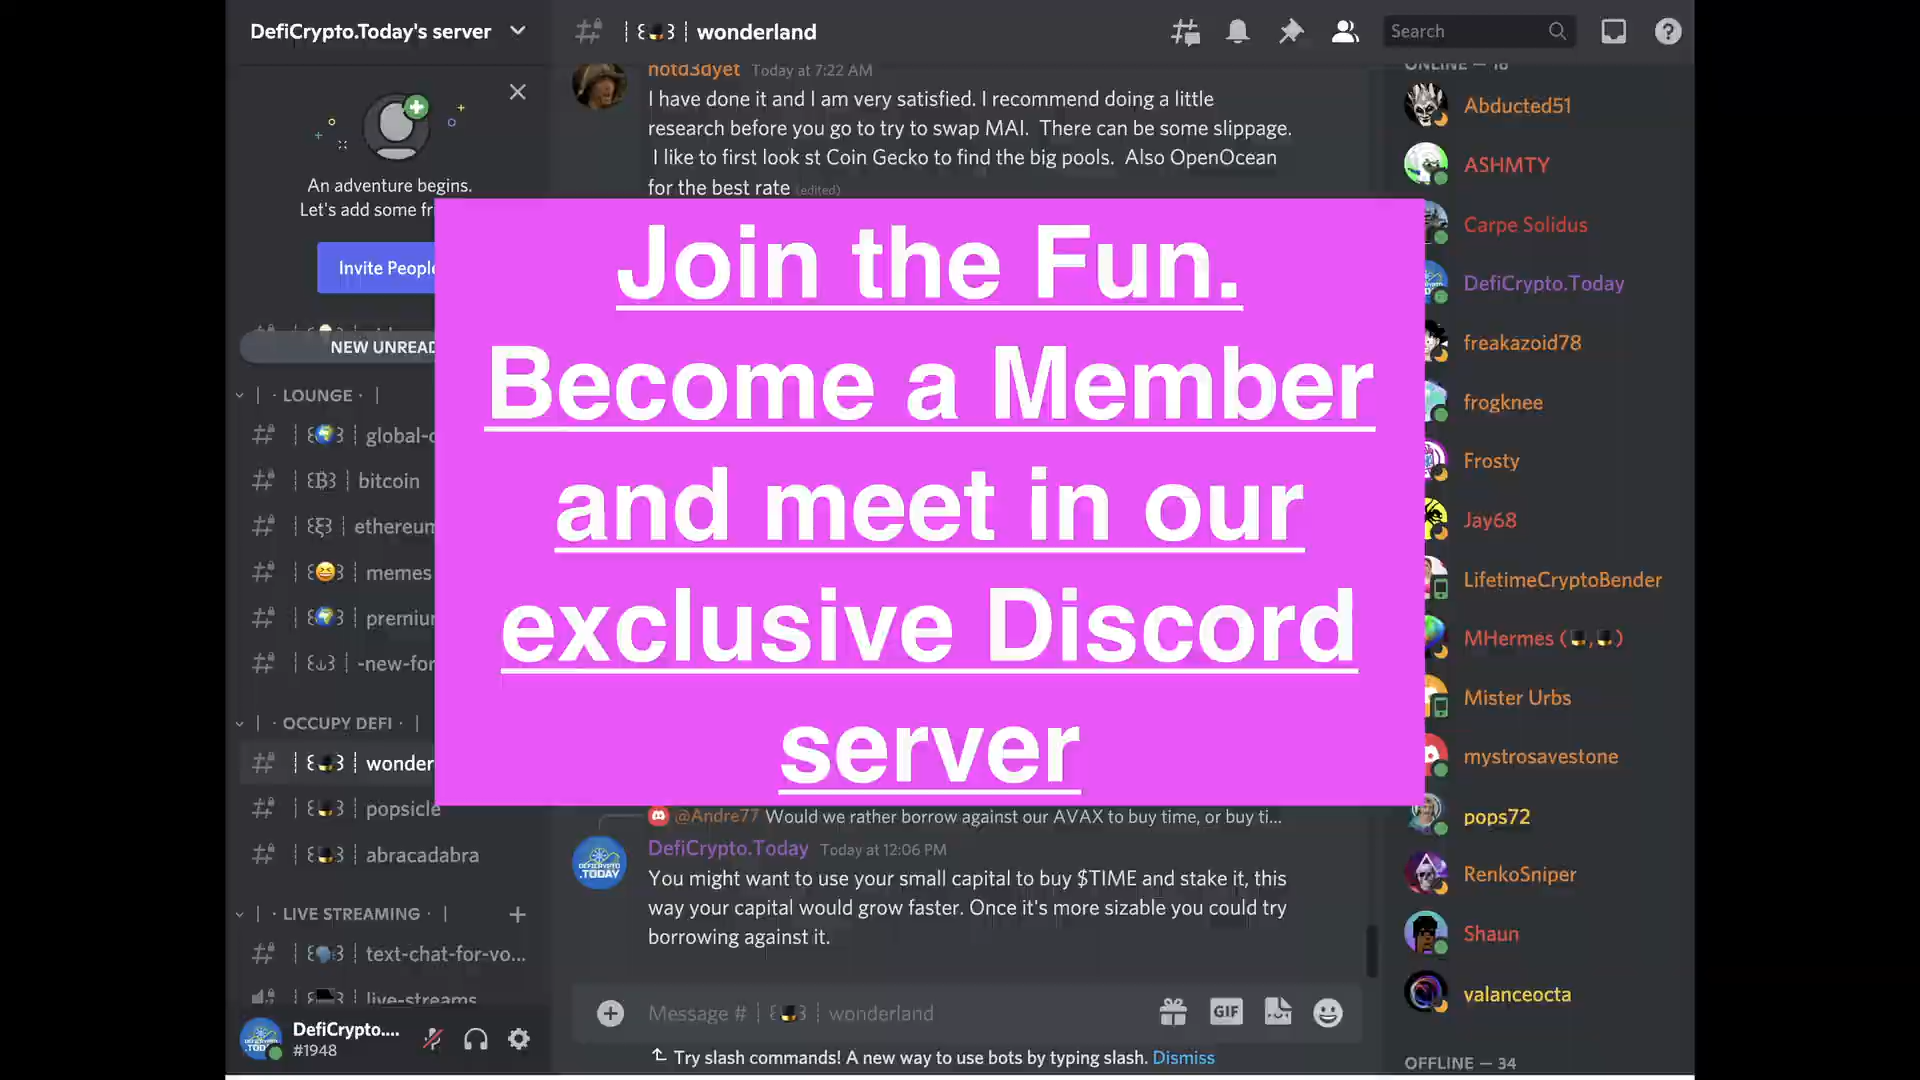 DefiCrypto.Today's server
An adventure begins.
Let's add some fr
Invite People
NEW UNREAD
| · LOUNGE · |
global-c
bitcoin
ethereum
memes
premium
-new-for
| · OCCUPY DEFI · |
wonder
popsicle
abracadabra
| · LIVE STREAMING · |
text-chat-for-vo...
live-streams
DefiCrypto....
#1948
wonderland
Search
notd3dyet Today at 7:22 AM
I have done it and I am very satisfied. I recommend doing a little
research before you go to try to swap MAI. There can be some slippage.
I like to first look st Coin Gecko to find the big pools. Also OpenOcean
for the best rate (edited)
Join the Fun.
Become a Member
and meet in our
exclusive Discord
server
@Andre77 Would we rather borrow against our AVAX to buy time, or buy ti...
DefiCrypto.Today Today at 12:06 PM
DEFICRYPTO
.TODAY
You might want to use your small capital to buy $TIME and stake it, this
way your capital would grow faster. Once it's more sizable you could try
borrowing against it.
Message # wonderland
GIF
Try slash commands! A new way to use bots by typing slash. Dismiss
ONLINE — 16
Abducted51
ASHMTY
Carpe Solidus
DefiCrypto.Today
freakazoid78
frogknee
Frosty
Jay68
LifetimeCryptoBender
MHermes (🎩,🎩)
Mister Urbs
mystrosavestone
pops72
RenkoSniper
Shaun
valanceocta
OFFLINE — 34